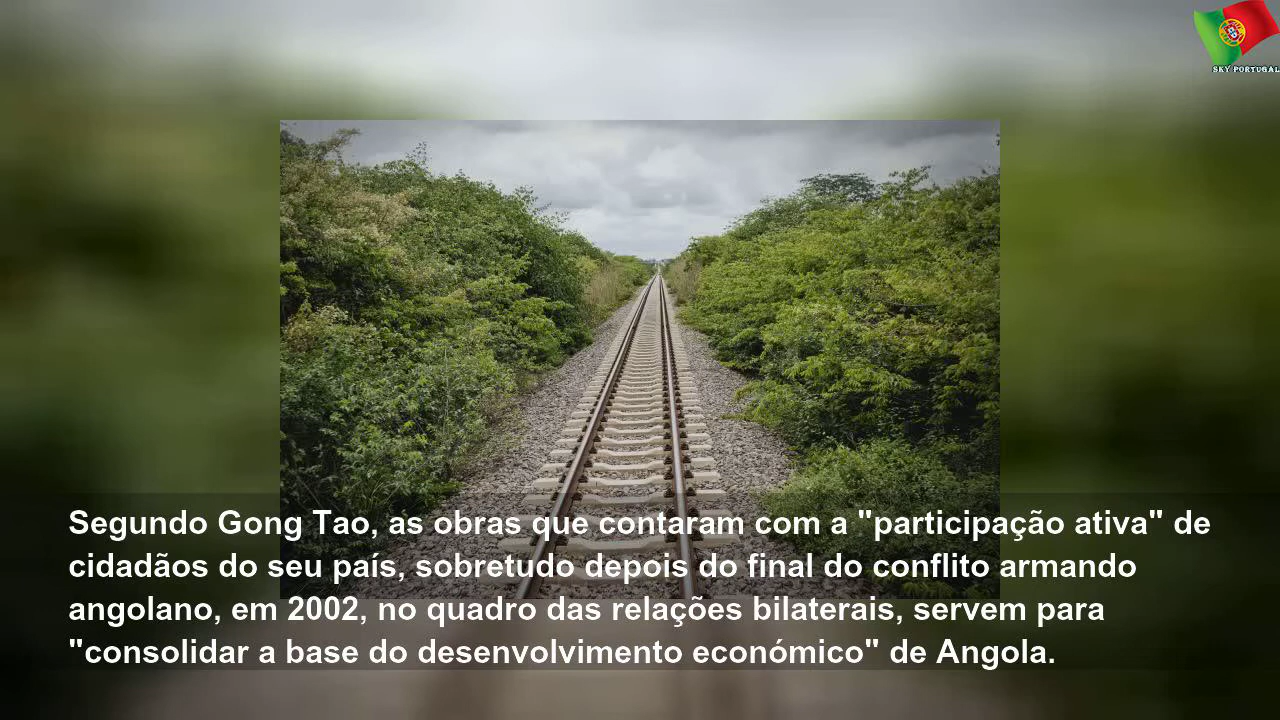 SKY PORTUGAL
Segundo Gong Tao, as obras que contaram com a "participação ativa" de
cidadãos do seu país, sobretudo depois do final do conflito armando
angolano, em 2002, no quadro das relações bilaterais, servem para
"consolidar a base do desenvolvimento económico" de Angola.